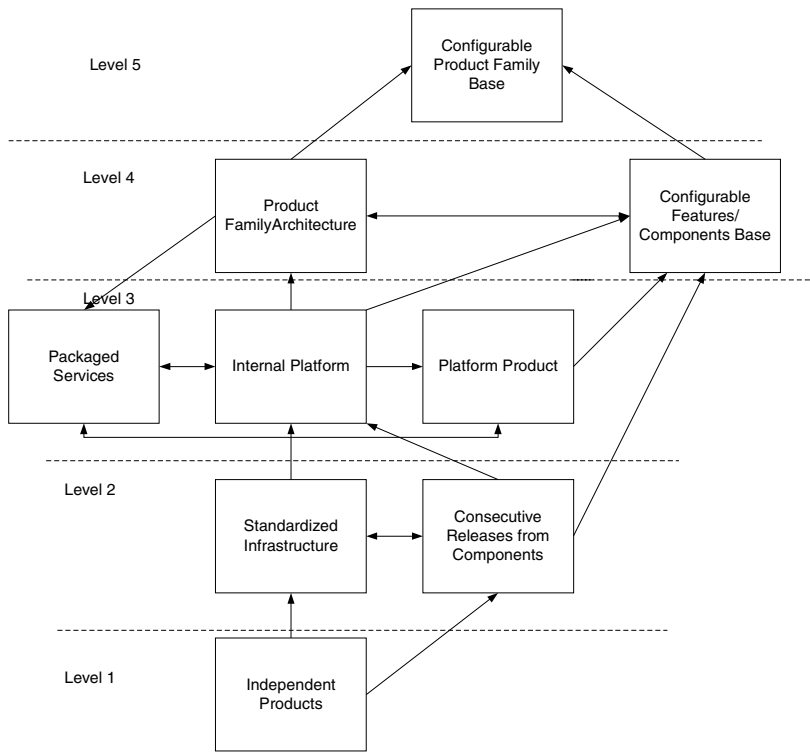 Level 5
Configurable
Product Family
Base
Level 4
Product
FamilyArchitecture
Configurable
Features/
Components Base
Level 3
Packaged
Services
Internal Platform
Platform Product
Level 2
Standardized
Infrastructure
Consecutive
Releases from
Components
Level 1
Independent
Products